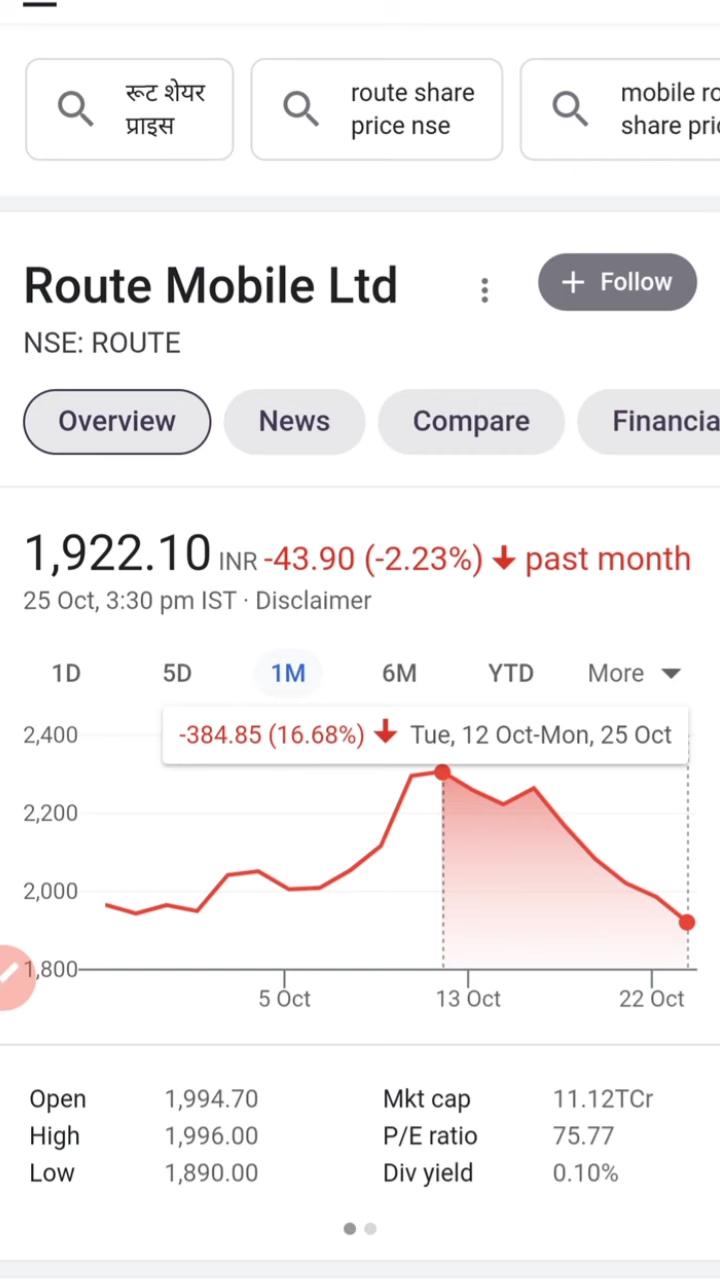 रूट शेयर
प्राइस
route share
price nse
mobile ro
share pric
Route Mobile Ltd
+ Follow
NSE: ROUTE
Overview
News
Compare
Financia
1,922.10 INR -43.90 (-2.23%) ↓ past month
25 Oct, 3:30 pm IST · Disclaimer
1D 5D 1M 6M YTD More
-384.85 (16.68%) ↓ Tue, 12 Oct-Mon, 25 Oct
2,400
2,200
2,000
1,800
5 Oct 13 Oct 22 Oct
Open 1,994.70 Mkt cap 11.12TCr
High 1,996.00 P/E ratio 75.77
Low 1,890.00 Div yield 0.10%